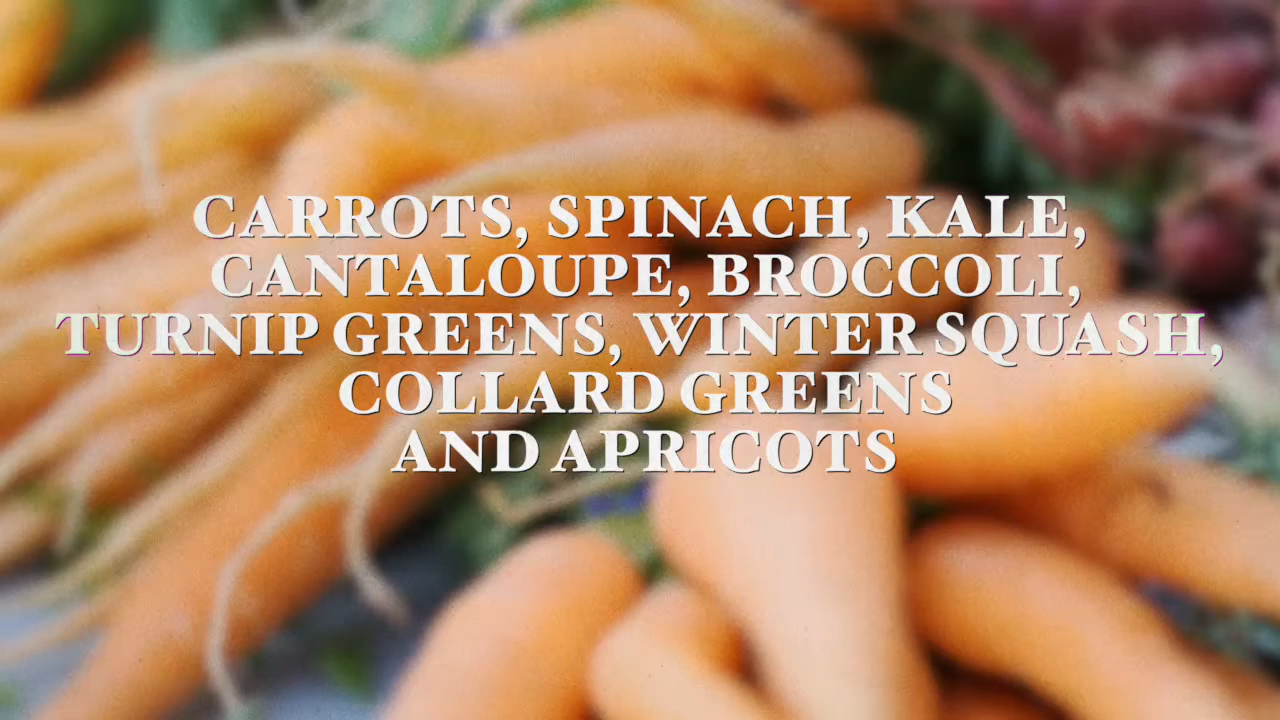 CARROTS, SPINACH, KALE,
CANTALOUPE, BROCCOLI,
TURNIP GREENS, WINTER SQUASH,
COLLARD GREENS
AND APRICOTS